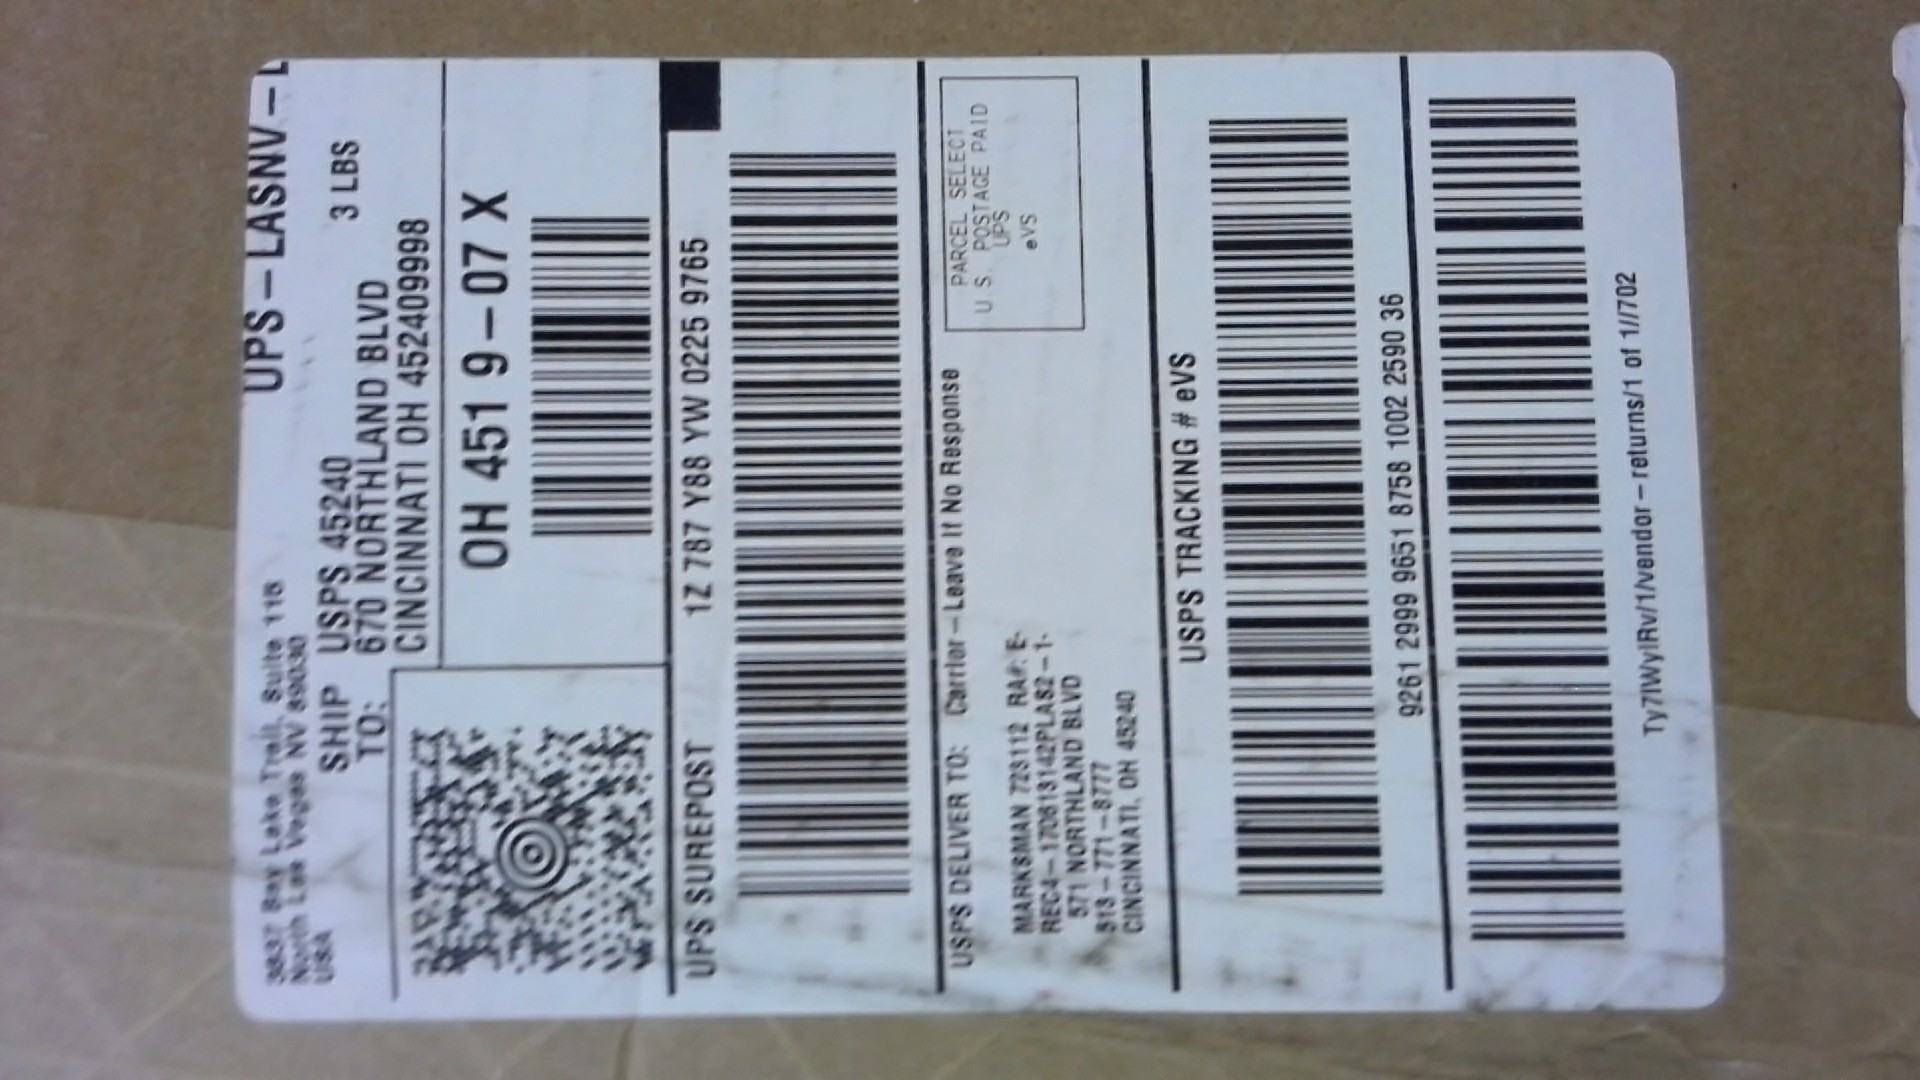 UPS-LASNV-L
3 LBS
Bay Lake Trail, Suite 115
North Las Vegas NV 89030
USA
SHIP TO:
USPS 45240
670 NORTHLAND BLVD
CINCINNATI OH 452409998
OH 451 9-07 X
UPS SUREPOST
1Z 787 Y88 YW 0225 9765
USPS DELIVER TO:
Carrier-Leave If No Response
PARCEL SELECT
U.S. POSTAGE PAID
UPS
eVS
MARKSMAN 723112
571 NORTHLAND BLVD
513-771-8777
CINCINNATI, OH 45240
USPS TRACKING # eVS
9261 2999 9651 8758 1002 2590 36
Ty7lWylRv/1/vendor-returns/1 of 1//702